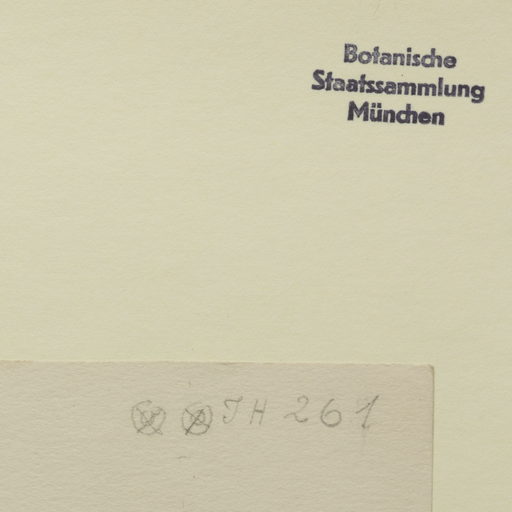 Botanische
Staatssammlung
München
JH 261